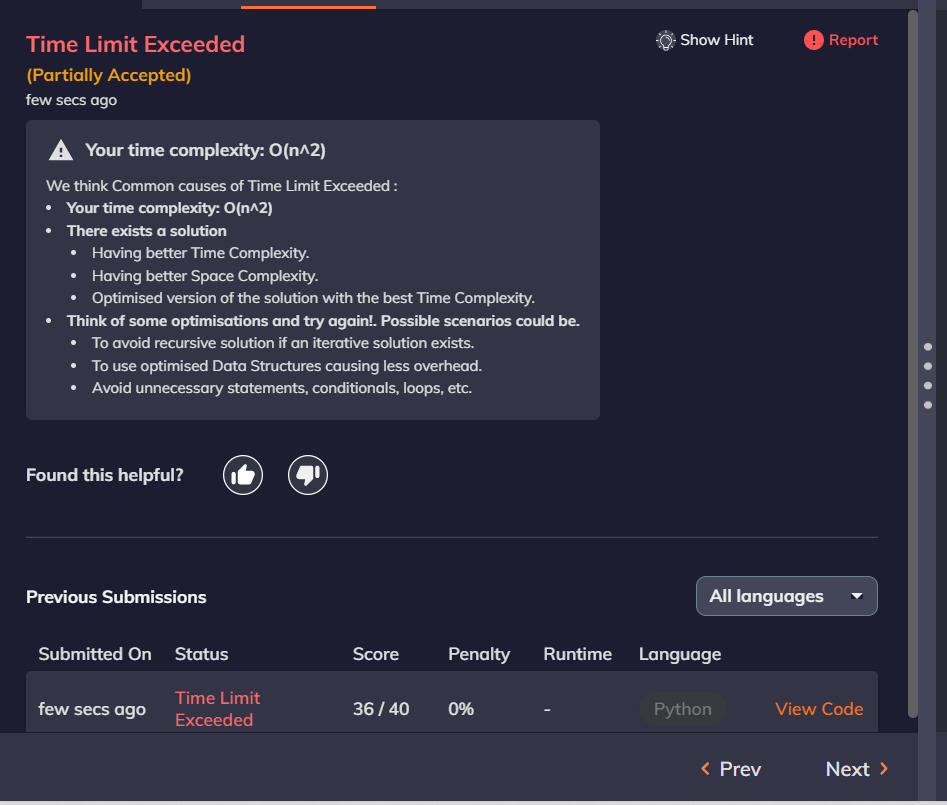 Time Limit Exceeded
Show Hint
Report
(Partially Accepted)
few secs ago
Your time complexity: O(n^2)
We think Common causes of Time Limit Exceeded :
• Your time complexity: O(n^2)
• There exists a solution
• Having better Time Complexity.
• Having better Space Complexity.
• Optimised version of the solution with the best Time Complexity.
• Think of some optimisations and try again!. Possible scenarios could be.
• To avoid recursive solution if an iterative solution exists.
• To use optimised Data Structures causing less overhead.
• Avoid unnecessary statements, conditionals, loops, etc.
Found this helpful?
Previous Submissions
All languages
Submitted On Status Score Penalty Runtime Language
few secs ago Time Limit Exceeded 36 / 40 0% - Python View Code
Prev Next